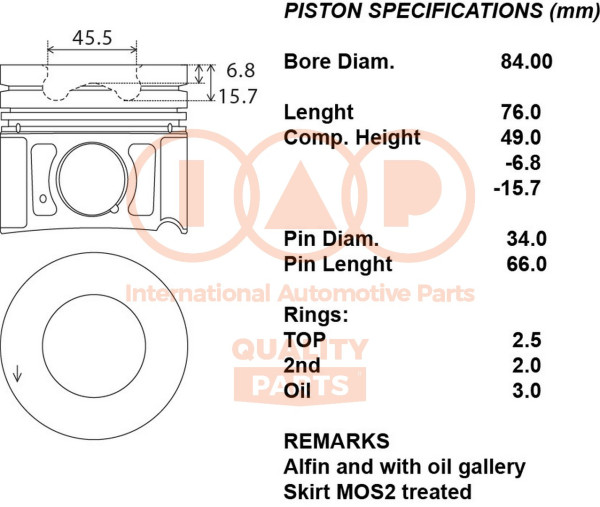 PISTON SPECIFICATIONS (mm)
45.5
6.8
15.7
Bore Diam. 84.00
Lenght 76.0
Comp. Height 49.0
-6.8
-15.7
IAP
Pin Diam. 34.0
Pin Lenght 66.0
International Automotive Parts
Rings:
TOP 2.5
2nd 2.0
Oil 3.0
QUALITY
PARTS
REMARKS
Alfin and with oil gallery
Skirt MOS2 treated